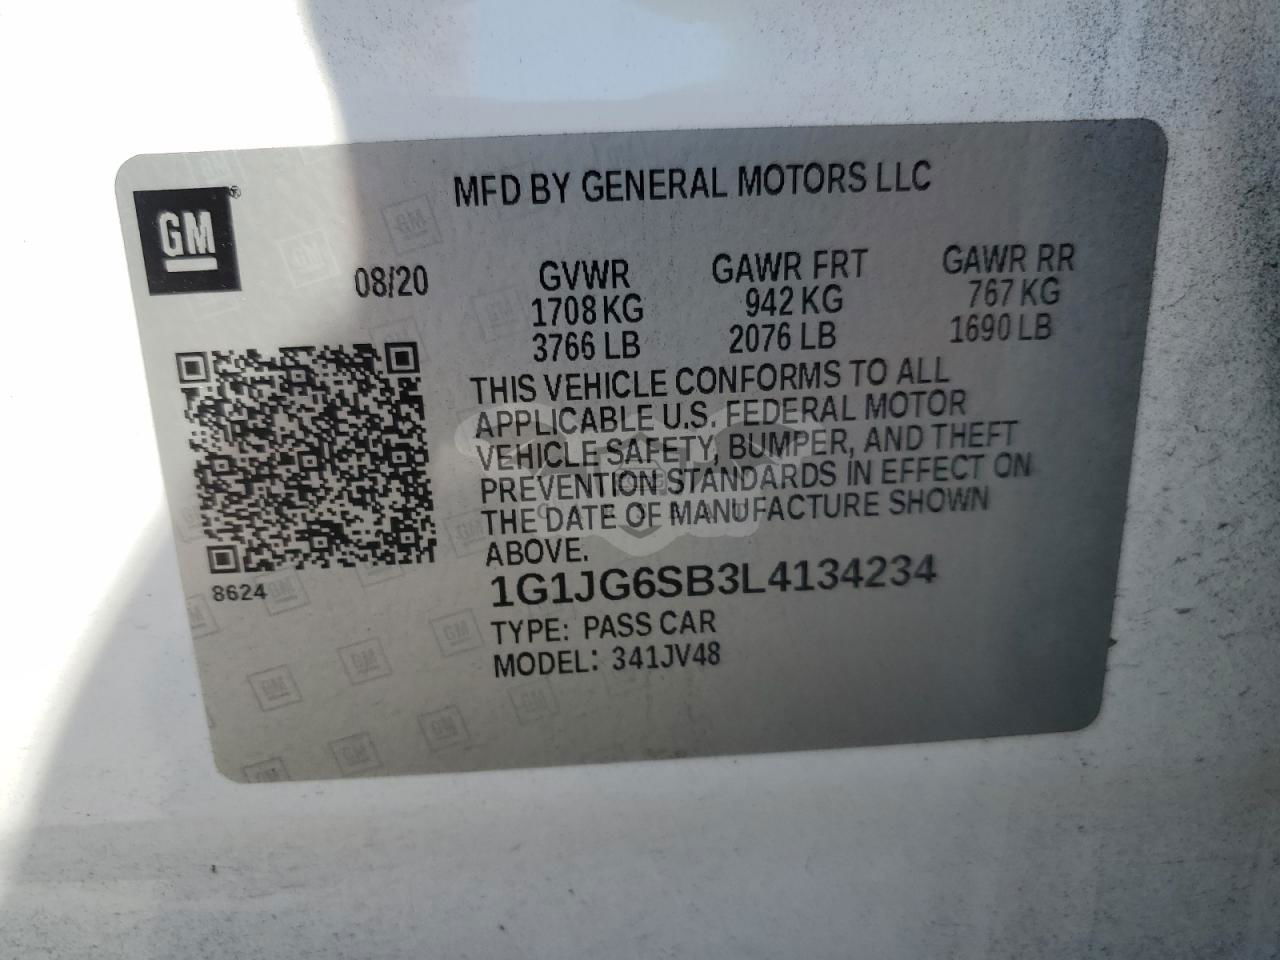 MFD BY GENERAL MOTORS LLC
GM®
08/20
GVWR GAWR FRT GAWR RR
1708 KG 942 KG 767 KG
3766 LB 2076 LB 1690 LB
THIS VEHICLE CONFORMS TO ALL
APPLICABLE U.S. FEDERAL MOTOR
VEHICLE SAFETY, BUMPER, AND THEFT
PREVENTION STANDARDS IN EFFECT ON
THE DATE OF MANUFACTURE SHOWN
ABOVE.
8624
1G1JG6SB3L4134234
TYPE: PASS CAR
MODEL: 341JV48